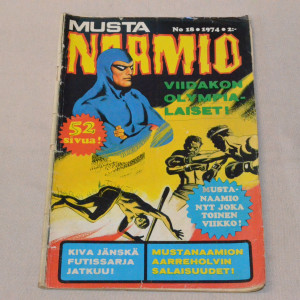 MUSTA
No 18 • 1974 • 2:-
NAAMIO
VIIDAKON
OLYMPIA-
LAISET!
52
sivua!
MUSTA-
NAAMIO
NYT JOKA
TOINEN
VIIKKO!
KIVA JÄNSKÄ
FUTISSARJA
JATKUU!
MUSTANAAMION
AARREHOLVIN
SALAISUUDET!